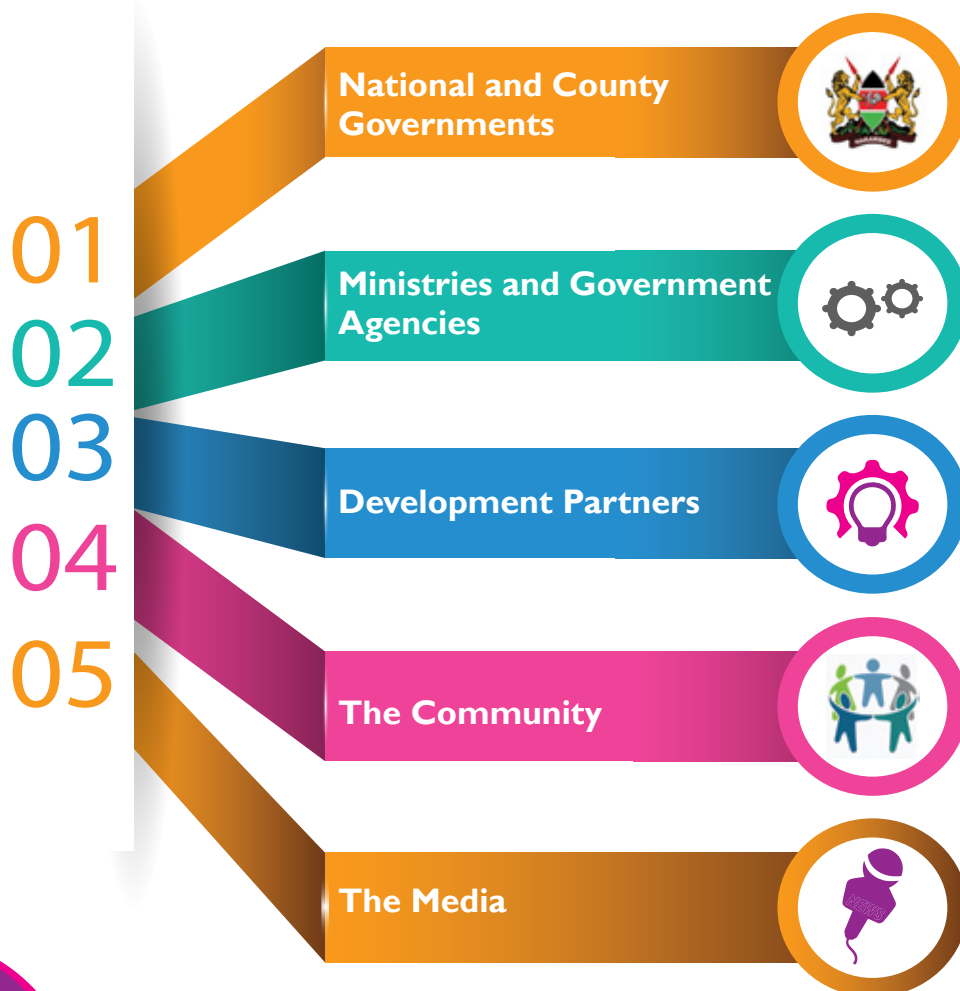 01
National and County
Governments
02
Ministries and Government
Agencies
03
Development Partners
04
The Community
05
The Media
NEWS